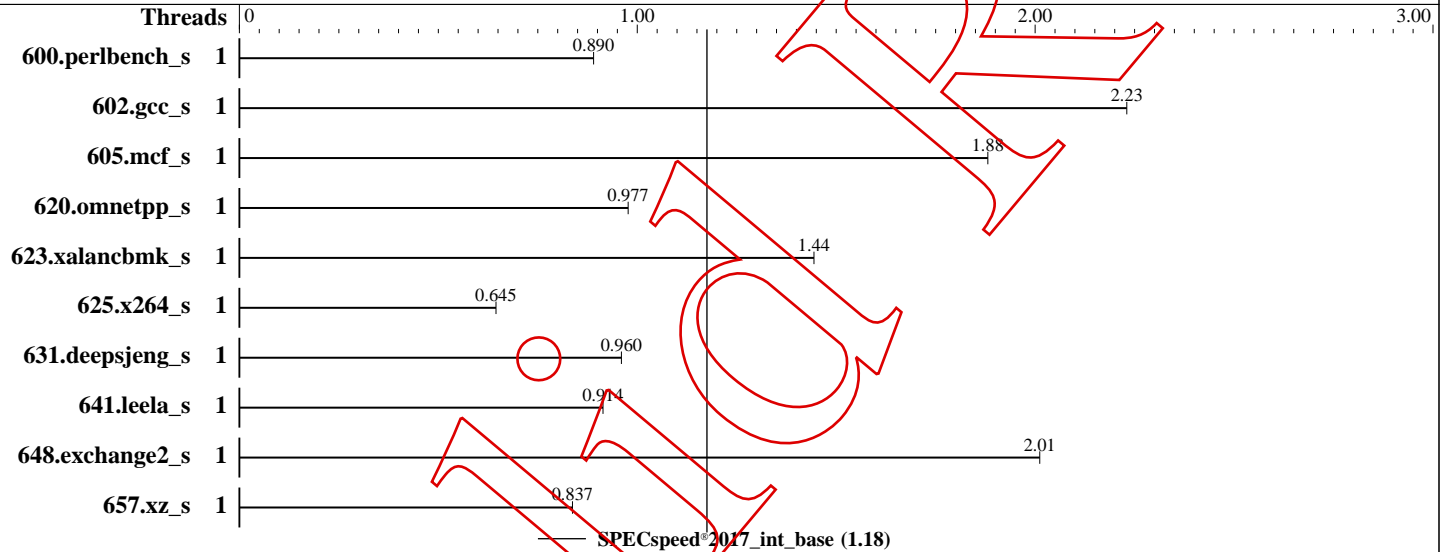 Threads 0 1.00 2.00 3.00
600.perlbench_s 1 0.890
602.gcc_s 1 2.23
605.mcf_s 1 1.88
620.omnetpp_s 1 0.977
623.xalancbmk_s 1 1.44
625.x264_s 1 0.645
631.deepsjeng_s 1 0.960
641.leela_s 1 0.914
648.exchange2_s 1 2.01
657.xz_s 1 0.837
SPECspeed®2017_int_base (1.18)